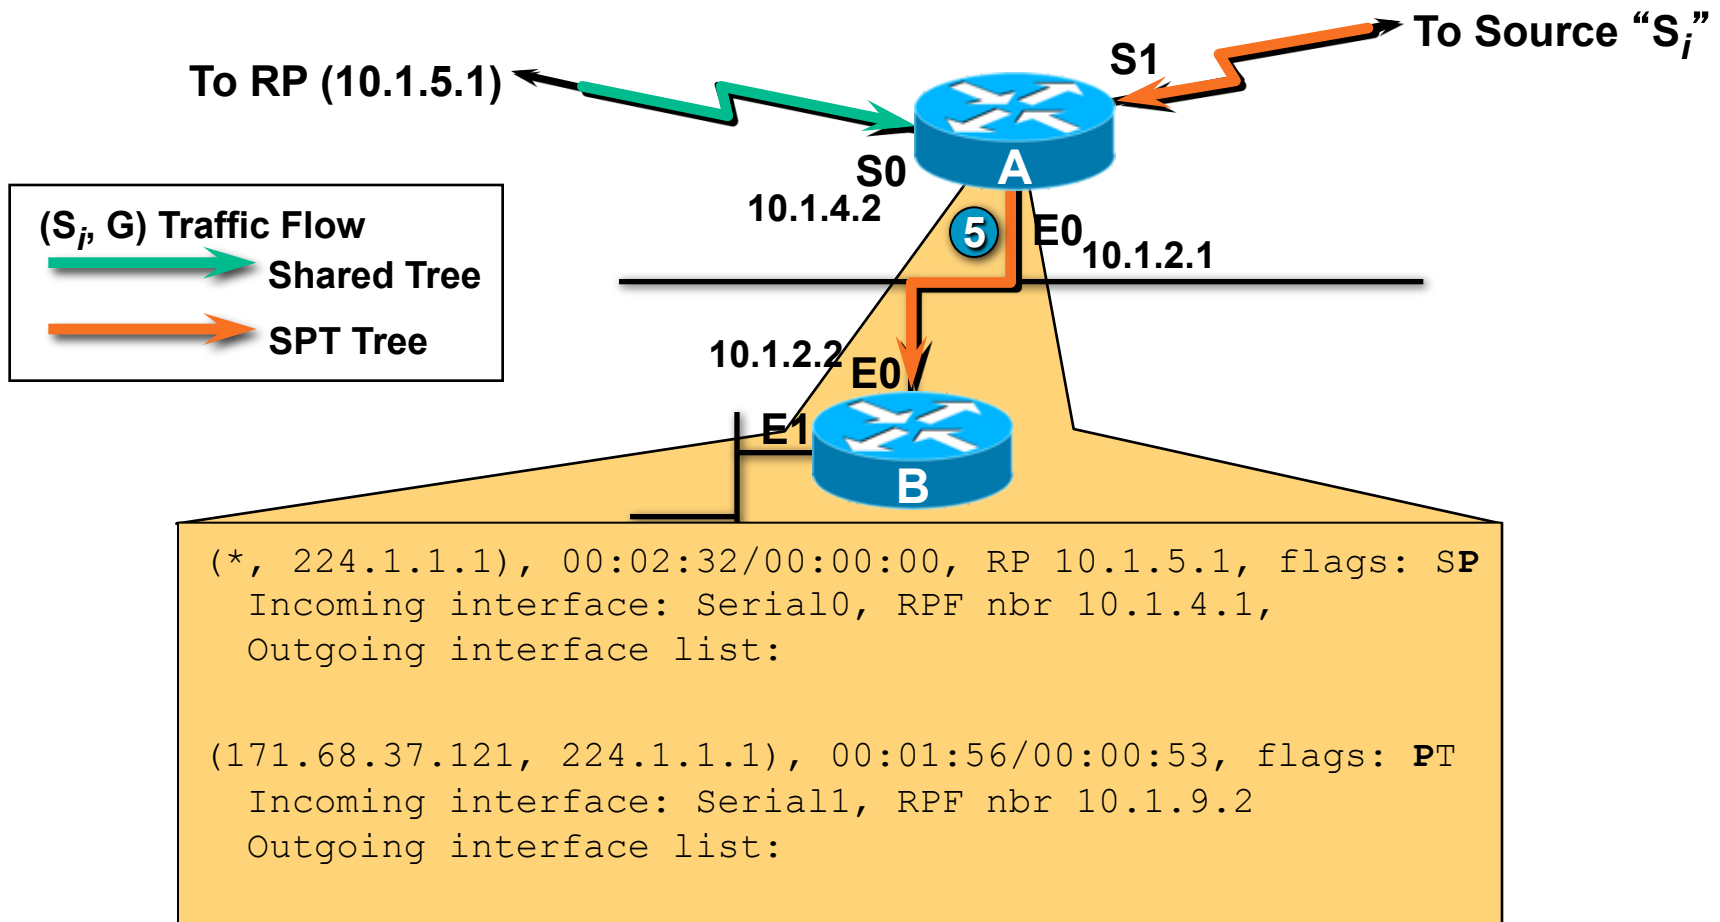 To Source “Si”
S1
To RP (10.1.5.1)
A
S0
10.1.4.2
5
E0
10.1.2.1
(Si, G) Traffic Flow
Shared Tree
SPT Tree
10.1.2.2
E0
E1
B
(*, 224.1.1.1), 00:02:32/00:00:00, RP 10.1.5.1, flags: SP
Incoming interface: Serial0, RPF nbr 10.1.4.1,
Outgoing interface list:
(171.68.37.121, 224.1.1.1), 00:01:56/00:00:53, flags: PT
Incoming interface: Serial1, RPF nbr 10.1.9.2
Outgoing interface list: